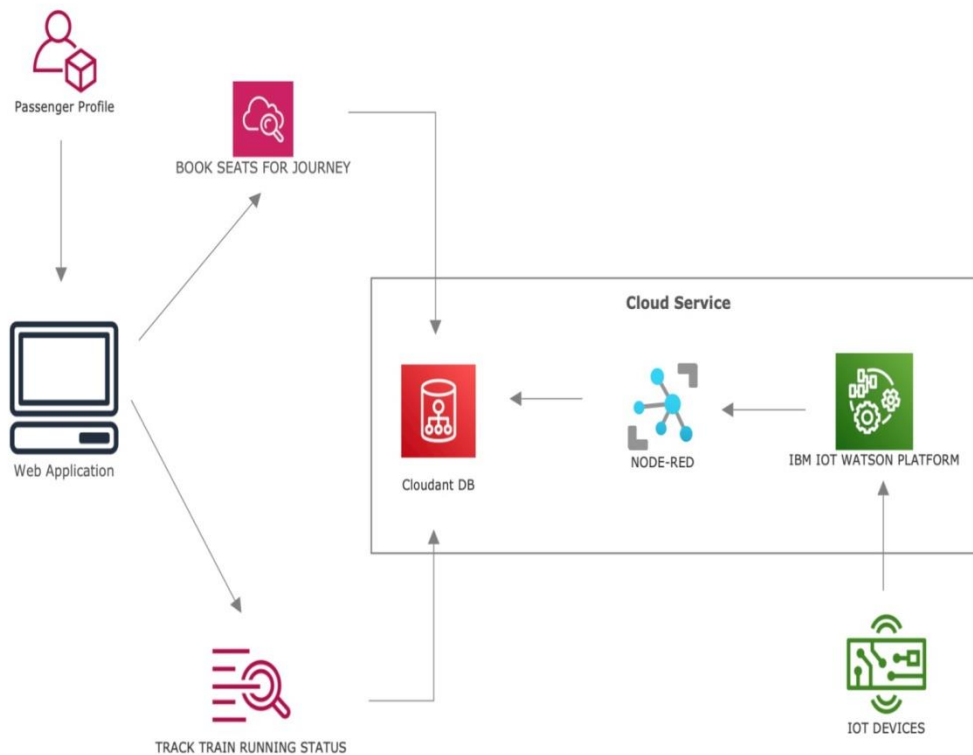 Passenger Profile
BOOK SEATS FOR JOURNEY
Cloud Service
Web Application
Cloudant DB
NODE-RED
IBM IOT WATSON PLATFORM
TRACK TRAIN RUNNING STATUS
IOT DEVICES